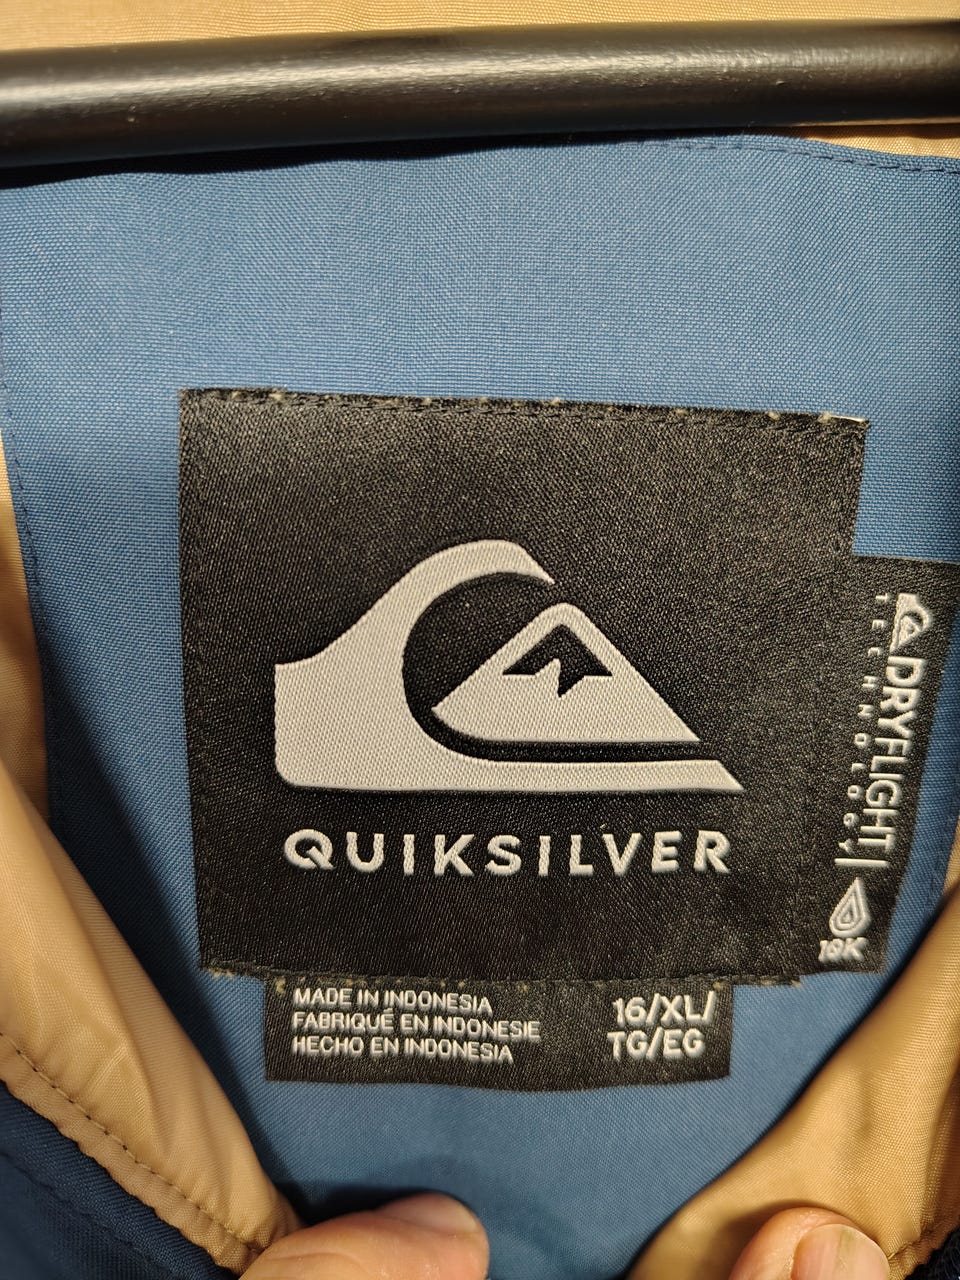 QUIKSILVER
MADE IN INDONESIA
FABRIQUÉ EN INDONESIE
HECHO EN INDONESIA
16/XL/
TG/EG
DRYFLIGHT
TECHNOLOGY
10K